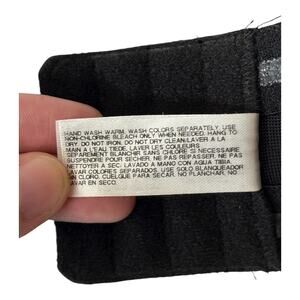 HAND WASH WARM, WASH COLORS SEPARATELY. USE
NON-CHLORINE BLEACH ONLY WHEN NEEDED. HANG TO
DRY. DO NOT IRON. DO NOT DRY CLEAN.LAVER A LA
MAIN A L'EAU TIEDE. LAVER LES COULEURS
SEPAREMENT BLANCHIR SANS CHLORE SI NECESSAIRE
SUSPENDRE POUR SECHER, NE PAS REPASSER, NE PAS
NETTOYER A SEC. LAVADO A MANO CON AQUA TIBIA.
LAVAR COLORES SEPARADOS. USE SOLO BLANQUEADOR
SIN CLORO, CUELGUE PARA SECAR. NO PLANCHAR, NO
LAVAR EN SECO.